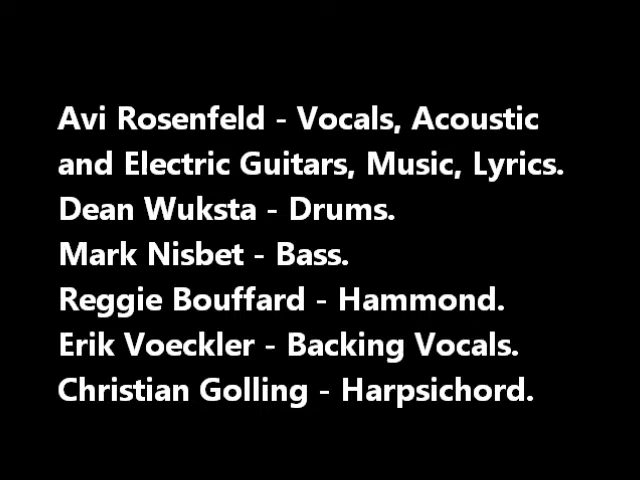 Avi Rosenfeld - Vocals, Acoustic
and Electric Guitars, Music, Lyrics.
Dean Wuksta - Drums.
Mark Nisbet - Bass.
Reggie Bouffard - Hammond.
Erik Voeckler - Backing Vocals.
Christian Golling - Harpsichord.